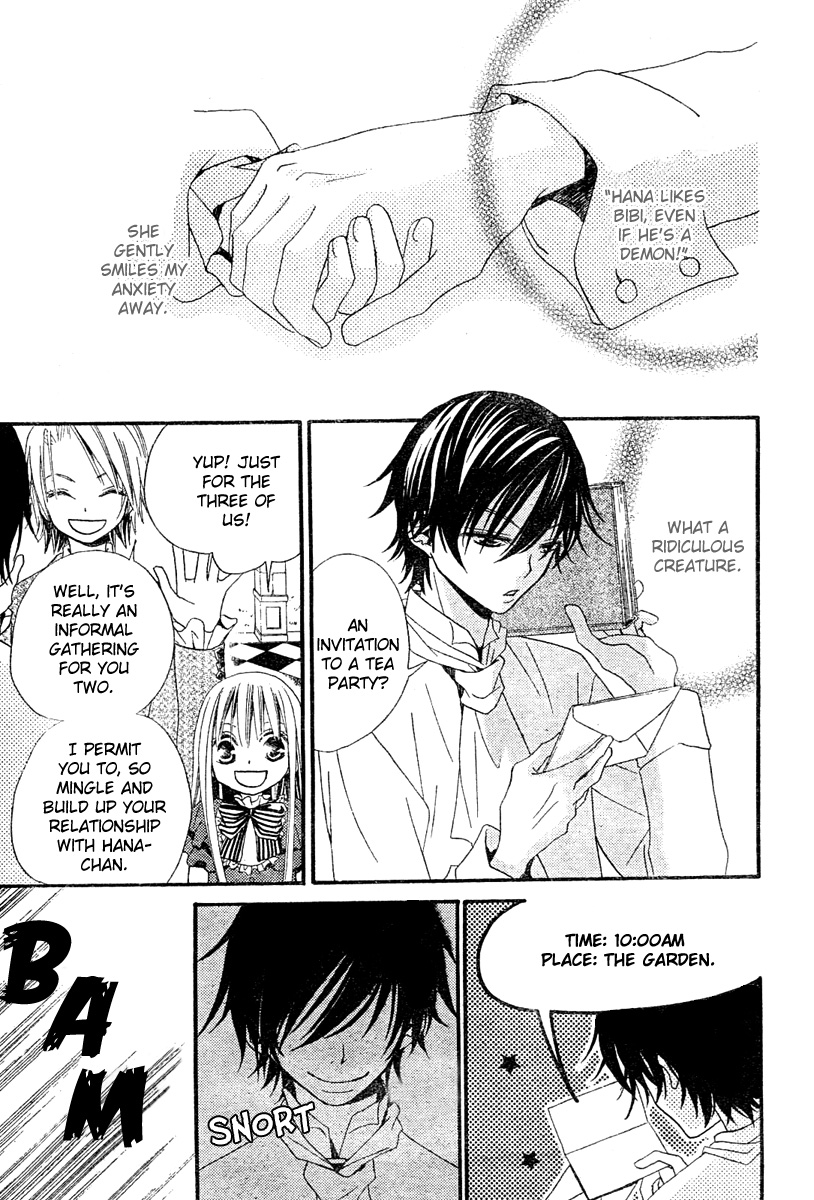 "HANA LIKES
BIBI, EVEN
IF HE'S A
DEMON!"
SHE
GENTLY
SMILES MY
ANXIETY
AWAY.
WHAT A
RIDICULOUS
CREATURE.
AN
INVITATION
TO A TEA
PARTY?
YUP! JUST
FOR THE
THREE OF
US!
WELL, IT'S
REALLY AN
INFORMAL
GATHERING
FOR YOU
TWO.
I PERMIT
YOU TO, SO
MINGLE AND
BUILD UP YOUR
RELATIONSHIP
WITH HANA-
CHAN.
TIME: 10:00AM
PLACE: THE GARDEN.
SNORT
BAM